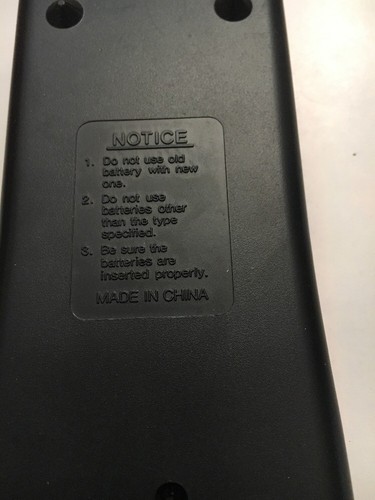 NOTICE
1. Do not use old
battery with new
one.
2. Do not use
batteries other
than the type
specified.
3. Be sure the
batteries are
inserted properly.
MADE IN CHINA